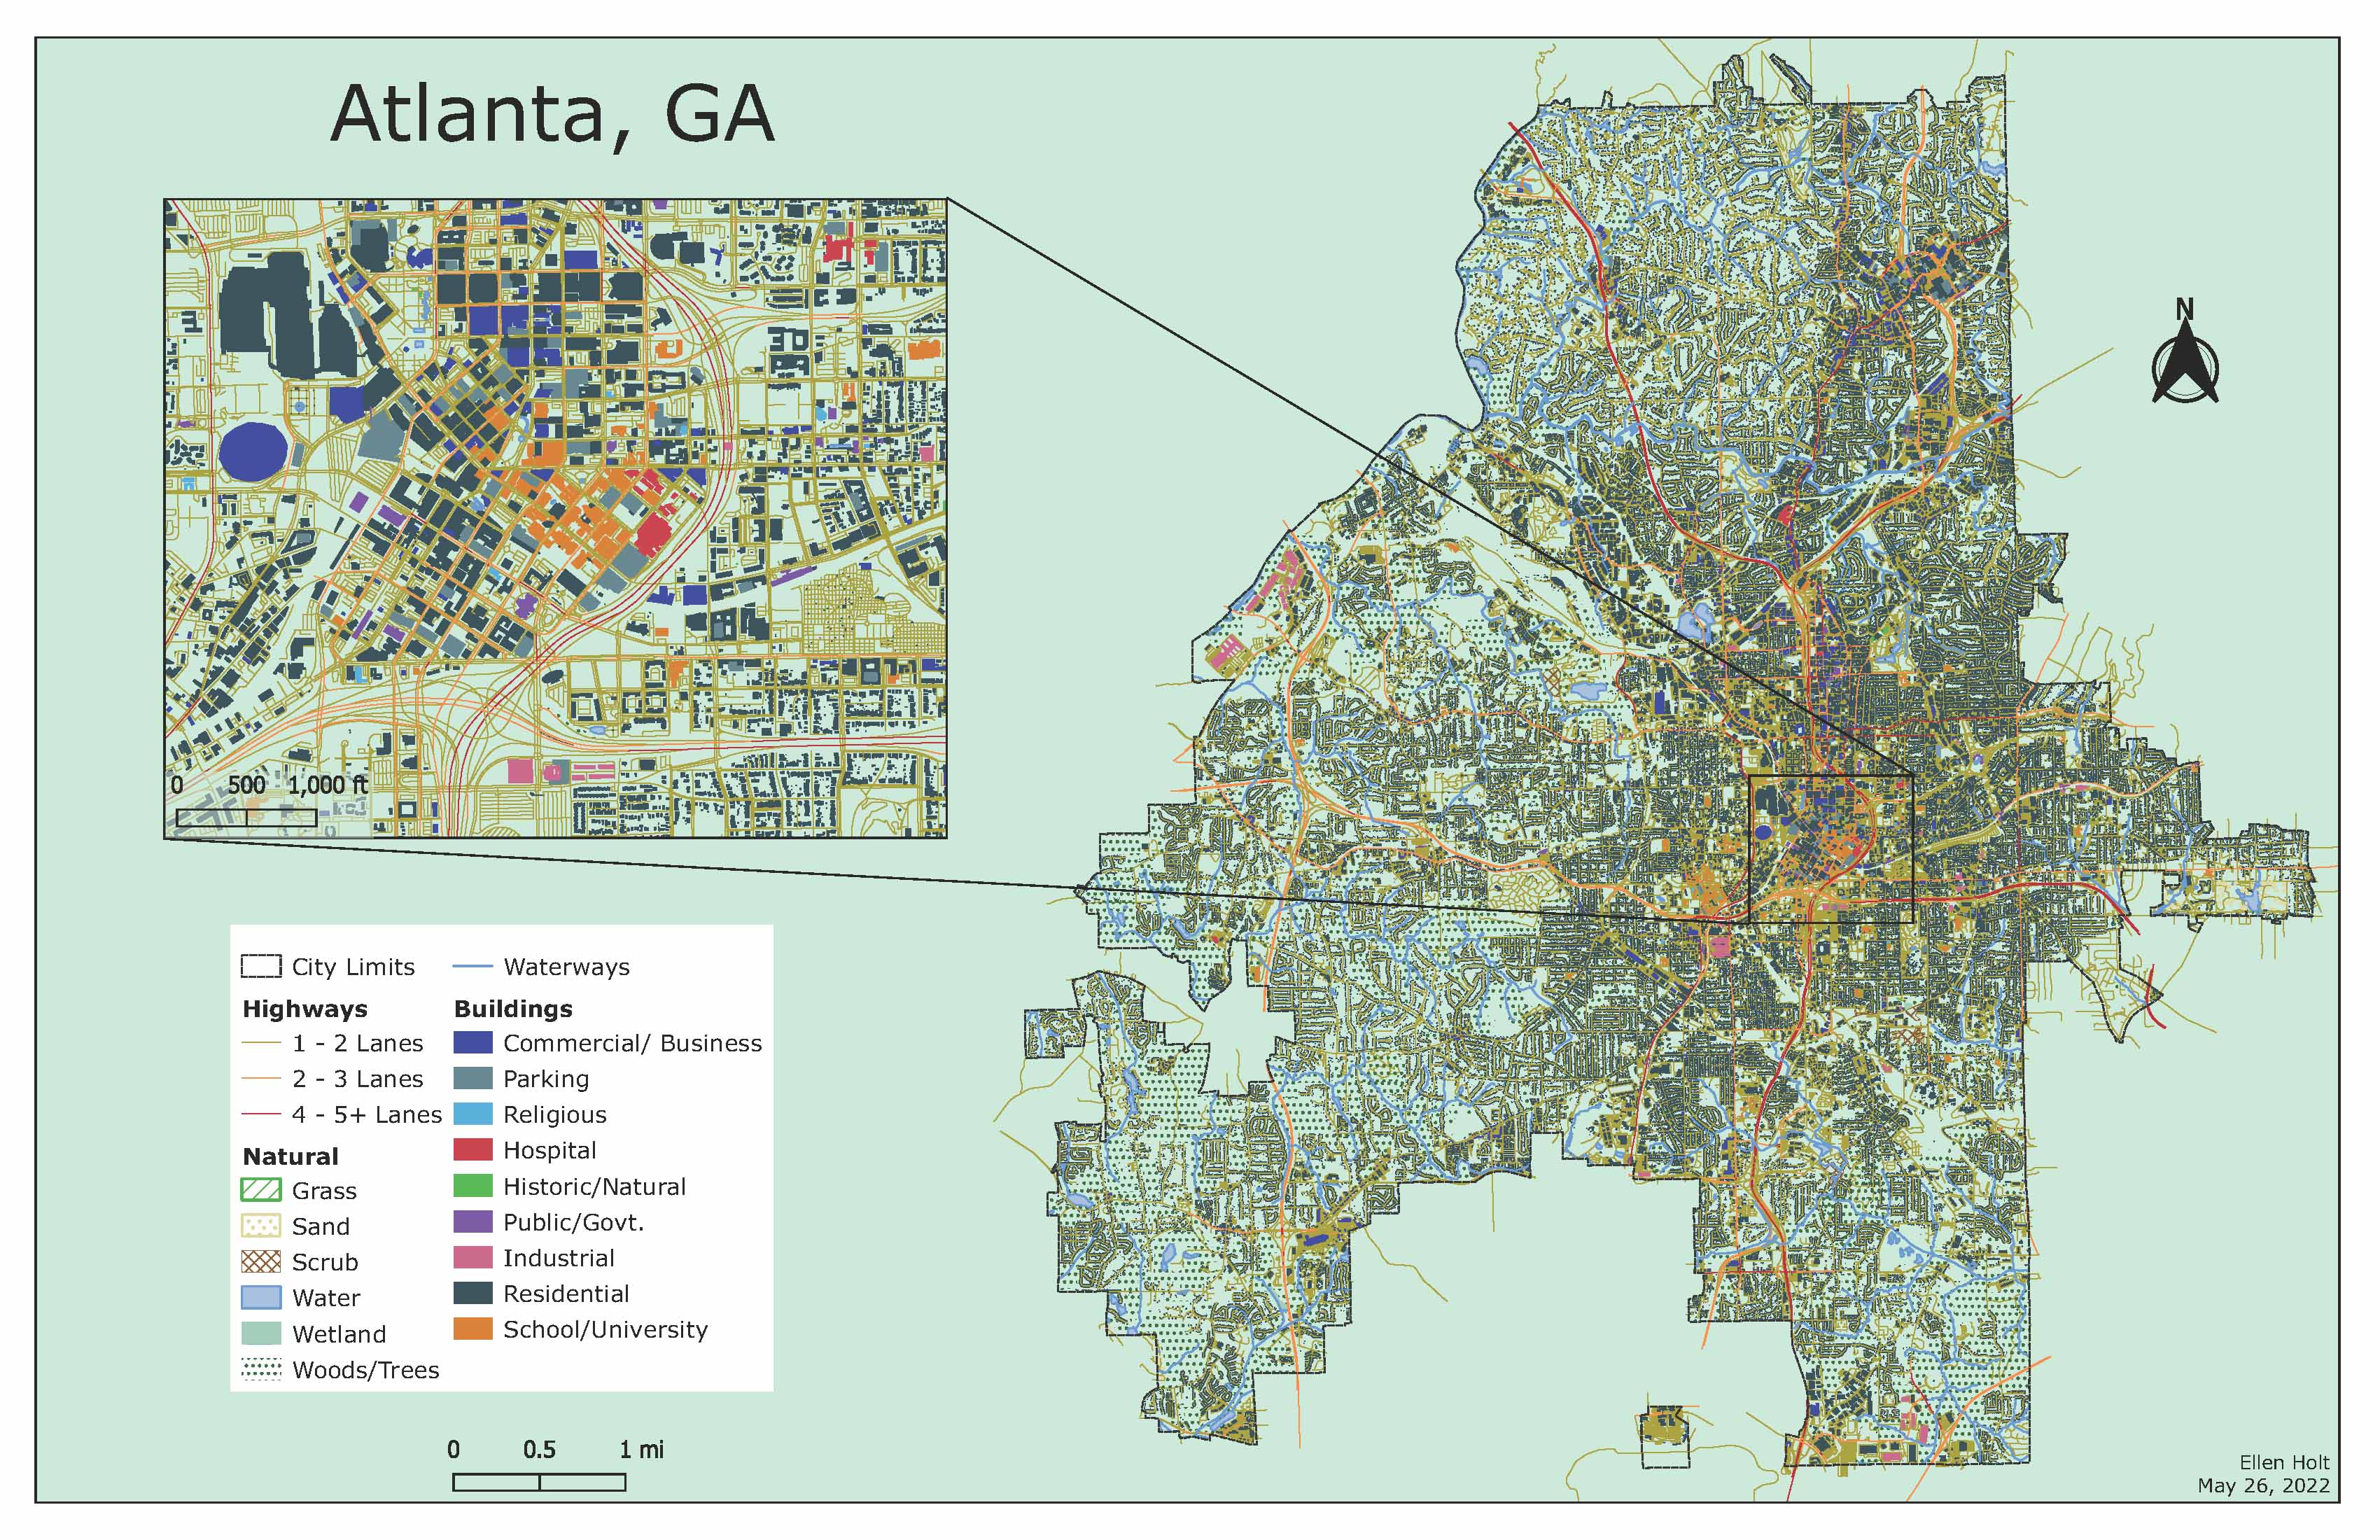 Atlanta, GA
N
0 500 1,000 ft
City Limits
Waterways
Highways
1 - 2 Lanes
2 - 3 Lanes
4 - 5+ Lanes
Natural
Grass
Sand
Scrub
Water
Wetland
Woods/Trees
Buildings
Commercial/ Business
Parking
Religious
Hospital
Historic/Natural
Public/Govt.
Industrial
Residential
School/University
0 0.5 1 mi
Ellen Holt
May 26, 2022